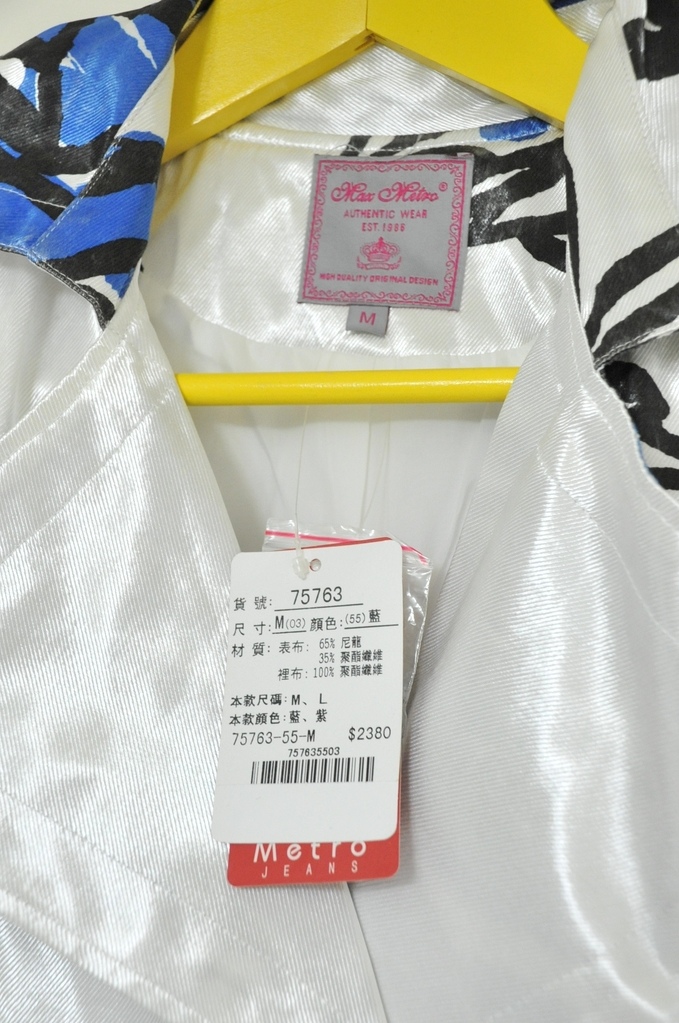 Max Metro®
AUTHENTIC WEAR
EST.1986
HIGH QUALITY ORIGINAL DESIGN
M
貨 號: 75763
尺 寸:M(03) 顏色:(55)藍
材 質: 表布: 65% 尼龍
35% 聚酯纖維
裡布: 100% 聚酯纖維
本款尺碼:M、L
本款顏色:藍、紫
75763-55-M $2380
757635503
Metro
JEANS